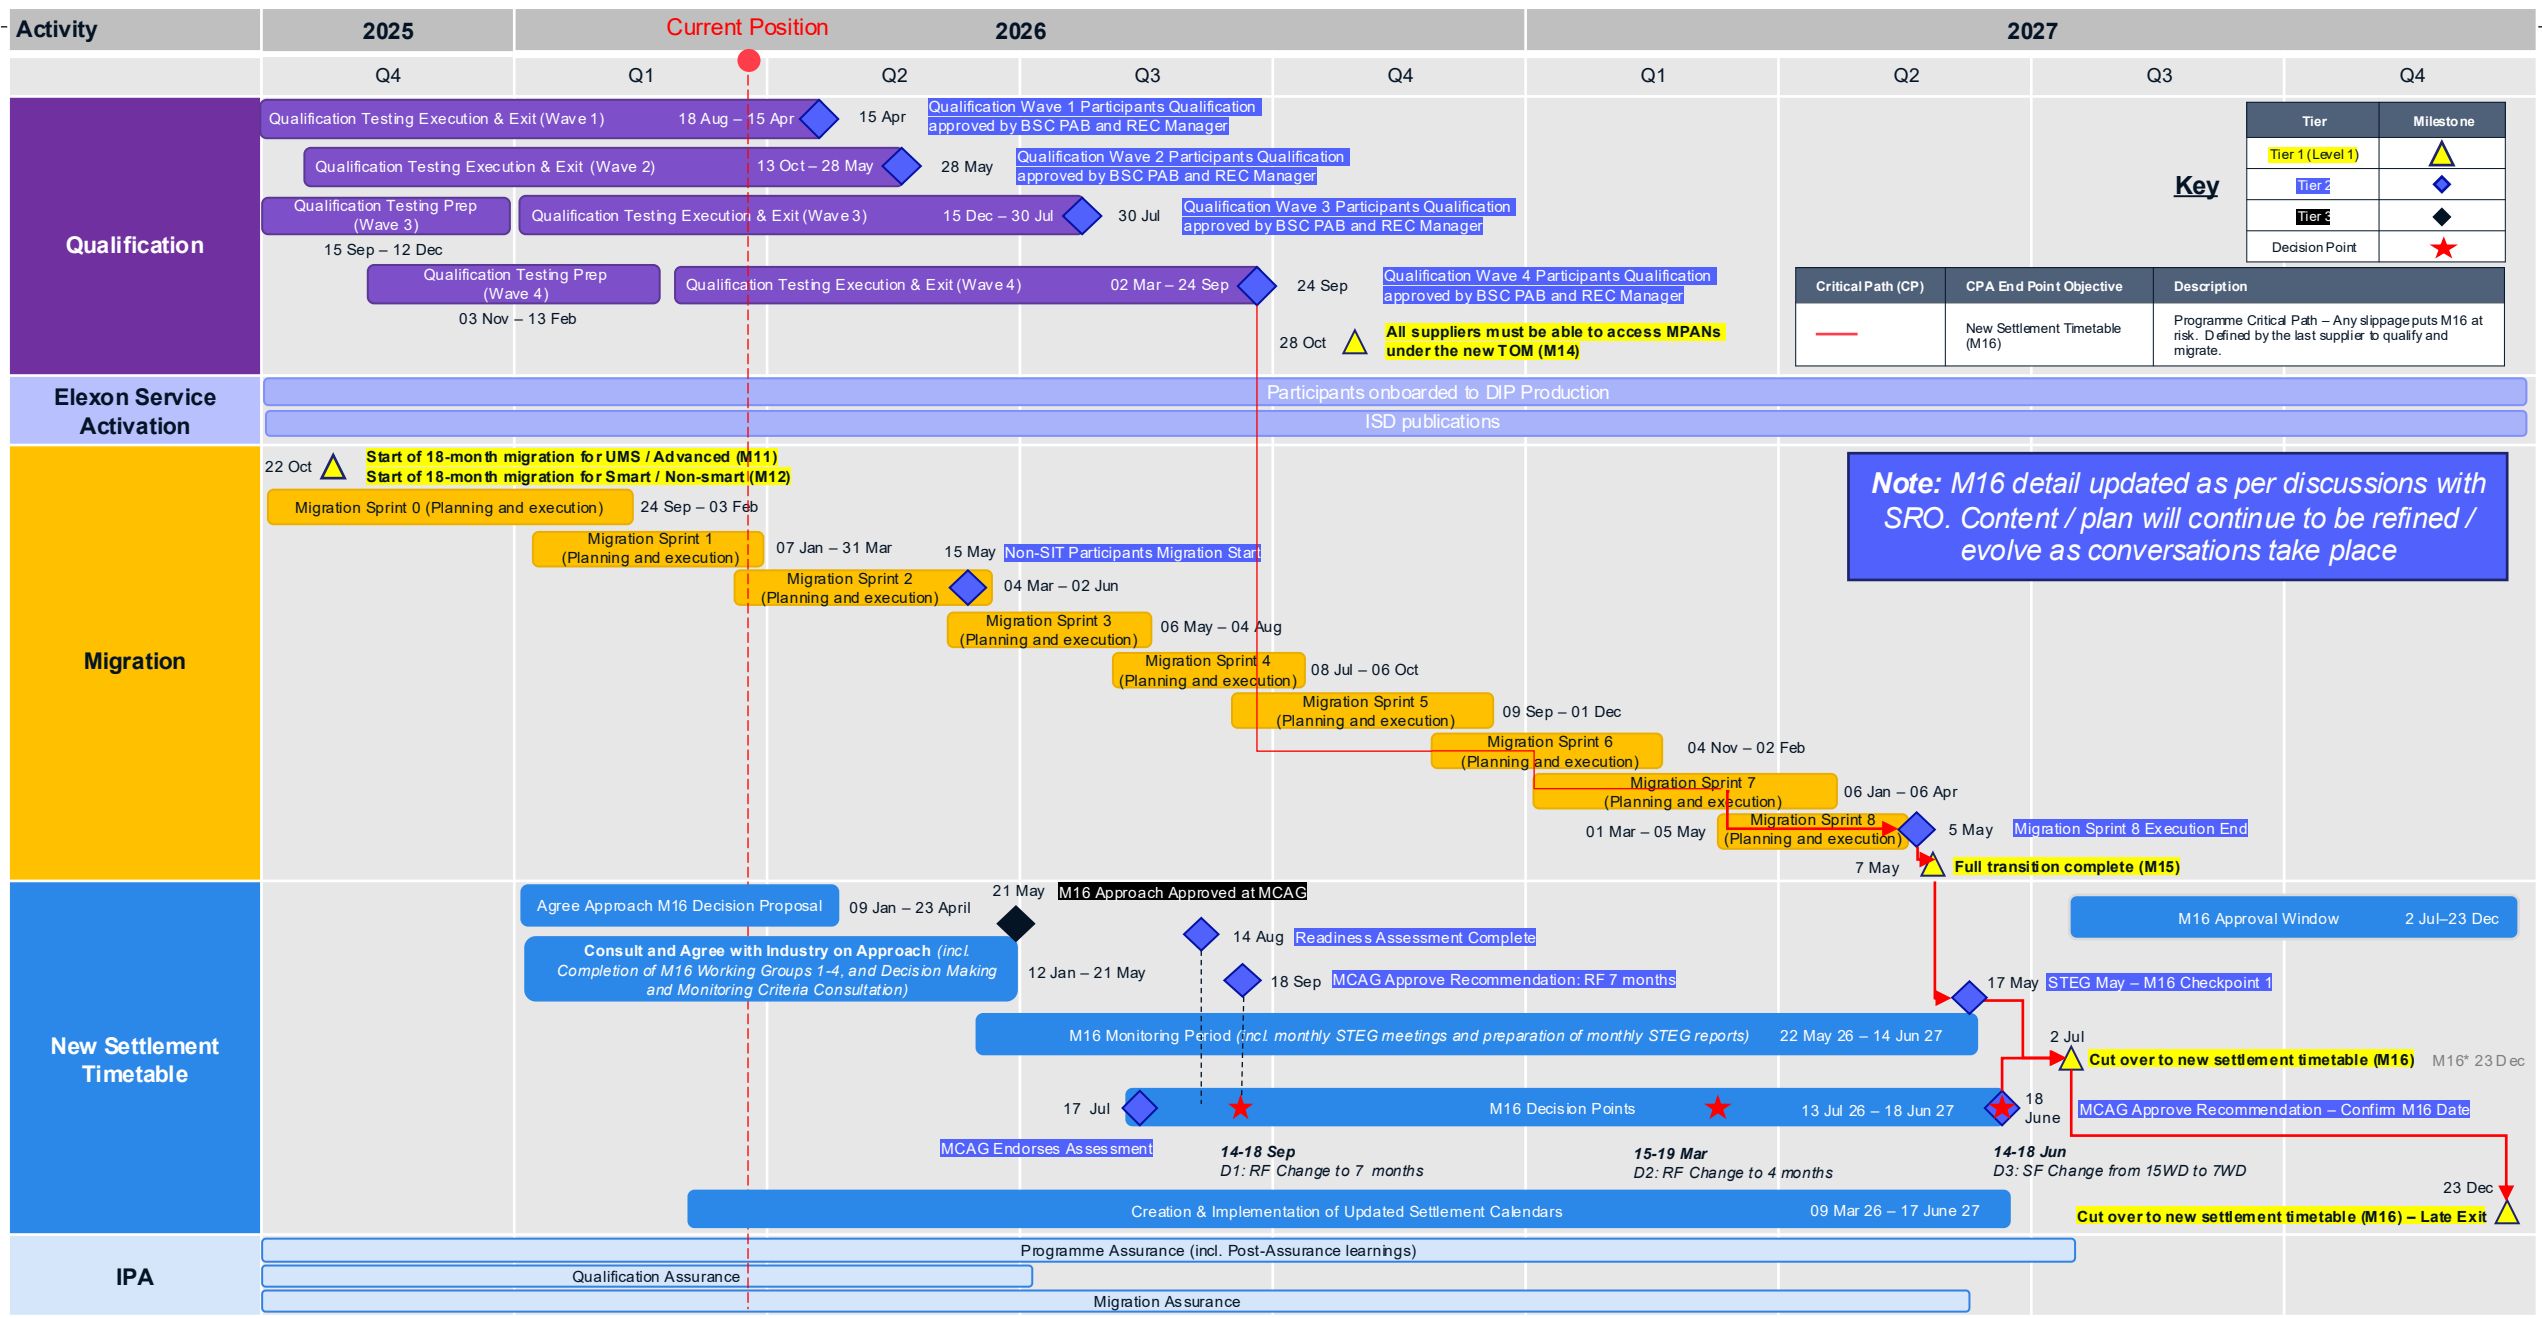 Activity
2025
Current Position
2026
2027
Q4
Q1
Q2
Q3
Q4
Q1
Q2
Q3
Q4
Qualification
Qualification Testing Execution & Exit (Wave 1)
18 Aug – 15 Apr
15 Apr
Qualification Wave 1 Participants Qualification
approved by BSC PAB and REC Manager
Qualification Testing Execution & Exit (Wave 2)
13 Oct – 28 May
28 May
Qualification Wave 2 Participants Qualification
approved by BSC PAB and REC Manager
Qualification Testing Prep
(Wave 3)
15 Sep – 12 Dec
Qualification Testing Execution & Exit (Wave 3)
15 Dec – 30 Jul
30 Jul
Qualification Wave 3 Participants Qualification
approved by BSC PAB and REC Manager
Qualification Testing Prep
(Wave 4)
03 Nov – 13 Feb
Qualification Testing Execution & Exit (Wave 4)
02 Mar – 24 Sep
24 Sep
Qualification Wave 4 Participants Qualification
approved by BSC PAB and REC Manager
28 Oct
All suppliers must be able to access MPANs
under the new TOM (M14)
Key
Tier
Milestone
Tier 1 (Level 1)
Tier 2
Tier 3
Decision Point
Critical Path (CP)
CPA End Point Objective
Description
New Settlement Timetable
(M16)
Programme Critical Path – Any slippage puts M16 at
risk. Defined by the last supplier to qualify and
migrate.
Elexon Service
Activation
Participants onboarded to DIP Production
ISD publications
Migration
22 Oct
Start of 18-month migration for UMS / Advanced (M11)
Start of 18-month migration for Smart / Non-smart (M12)
Migration Sprint 0 (Planning and execution)
24 Sep – 03 Feb
Migration Sprint 1
(Planning and execution)
07 Jan – 31 Mar
15 May
Non-SIT Participants Migration Start
Migration Sprint 2
(Planning and execution)
04 Mar – 02 Jun
Migration Sprint 3
(Planning and execution)
06 May – 04 Aug
Migration Sprint 4
(Planning and execution)
08 Jul – 06 Oct
Migration Sprint 5
(Planning and execution)
09 Sep – 01 Dec
Migration Sprint 6
(Planning and execution)
04 Nov – 02 Feb
Migration Sprint 7
(Planning and execution)
06 Jan – 06 Apr
01 Mar – 05 May
Migration Sprint 8
(Planning and execution)
5 May
Migration Sprint 8 Execution End
7 May
Full transition complete (M15)
Note: M16 detail updated as per discussions with
SRO. Content / plan will continue to be refined /
evolve as conversations take place
New Settlement
Timetable
Agree Approach M16 Decision Proposal
09 Jan – 23 April
21 May
M16 Approach Approved at MCAG
Consult and Agree with Industry on Approach (incl.
Completion of M16 Working Groups 1-4, and Decision Making
and Monitoring Criteria Consultation)
12 Jan – 21 May
14 Aug
Readiness Assessment Complete
18 Sep
MCAG Approve Recommendation: RF 7 months
M16 Approval Window
2 Jul–23 Dec
17 May
STEG May – M16 Checkpoint 1
M16 Monitoring Period (incl. monthly STEG meetings and preparation of monthly STEG reports)
22 May 26 – 14 Jun 27
2 Jul
Cut over to new settlement timetable (M16)
M16* 23 Dec
17 Jul
M16 Decision Points
13 Jul 26 – 18 Jun 27
18
June
MCAG Approve Recommendation – Confirm M16 Date
MCAG Endorses Assessment
14-18 Sep
D1: RF Change to 7 months
15-19 Mar
D2: RF Change to 4 months
14-18 Jun
D3: SF Change from 15WD to 7WD
23 Dec
Cut over to new settlement timetable (M16) – Late Exit
Creation & Implementation of Updated Settlement Calendars
09 Mar 26 – 17 June 27
IPA
Programme Assurance (incl. Post-Assurance learnings)
Qualification Assurance
Migration Assurance